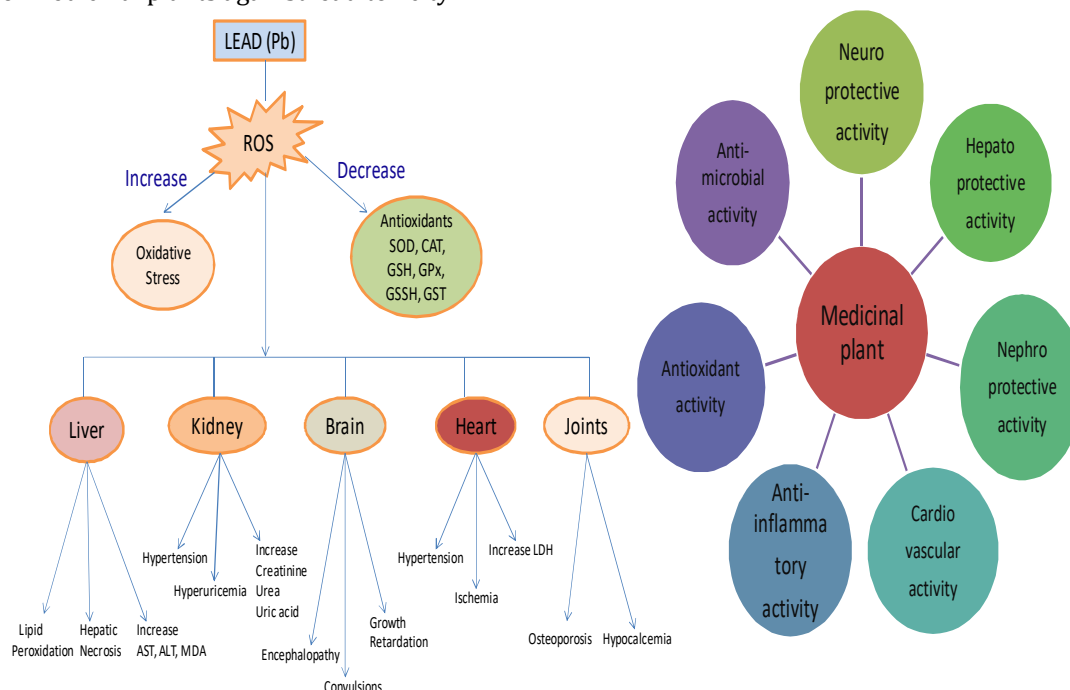 LEAD (Pb)
ROS
Increase
Decrease
Oxidative
Stress
Antioxidants
SOD, CAT,
GSH, GPx,
GSSH, GST
Liver
Kidney
Brain
Heart
Joints
Lipid
Peroxidation
Hepatic
Necrosis
Increase
AST, ALT, MDA
Hypertension
Hyperuricemia
Increase
Creatinine
Urea
Uric acid
Encephalopathy
Convulsions
Growth
Retardation
Hypertension
Ischemia
Increase LDH
Osteoporosis
Hypocalcemia
Medicinal
plant
Neuro
protective
activity
Hepato
protective
activity
Nephro
protective
activity
Cardio
vascular
activity
Anti-
inflamma
tory
activity
Antioxidant
activity
Anti-
microbial
activity